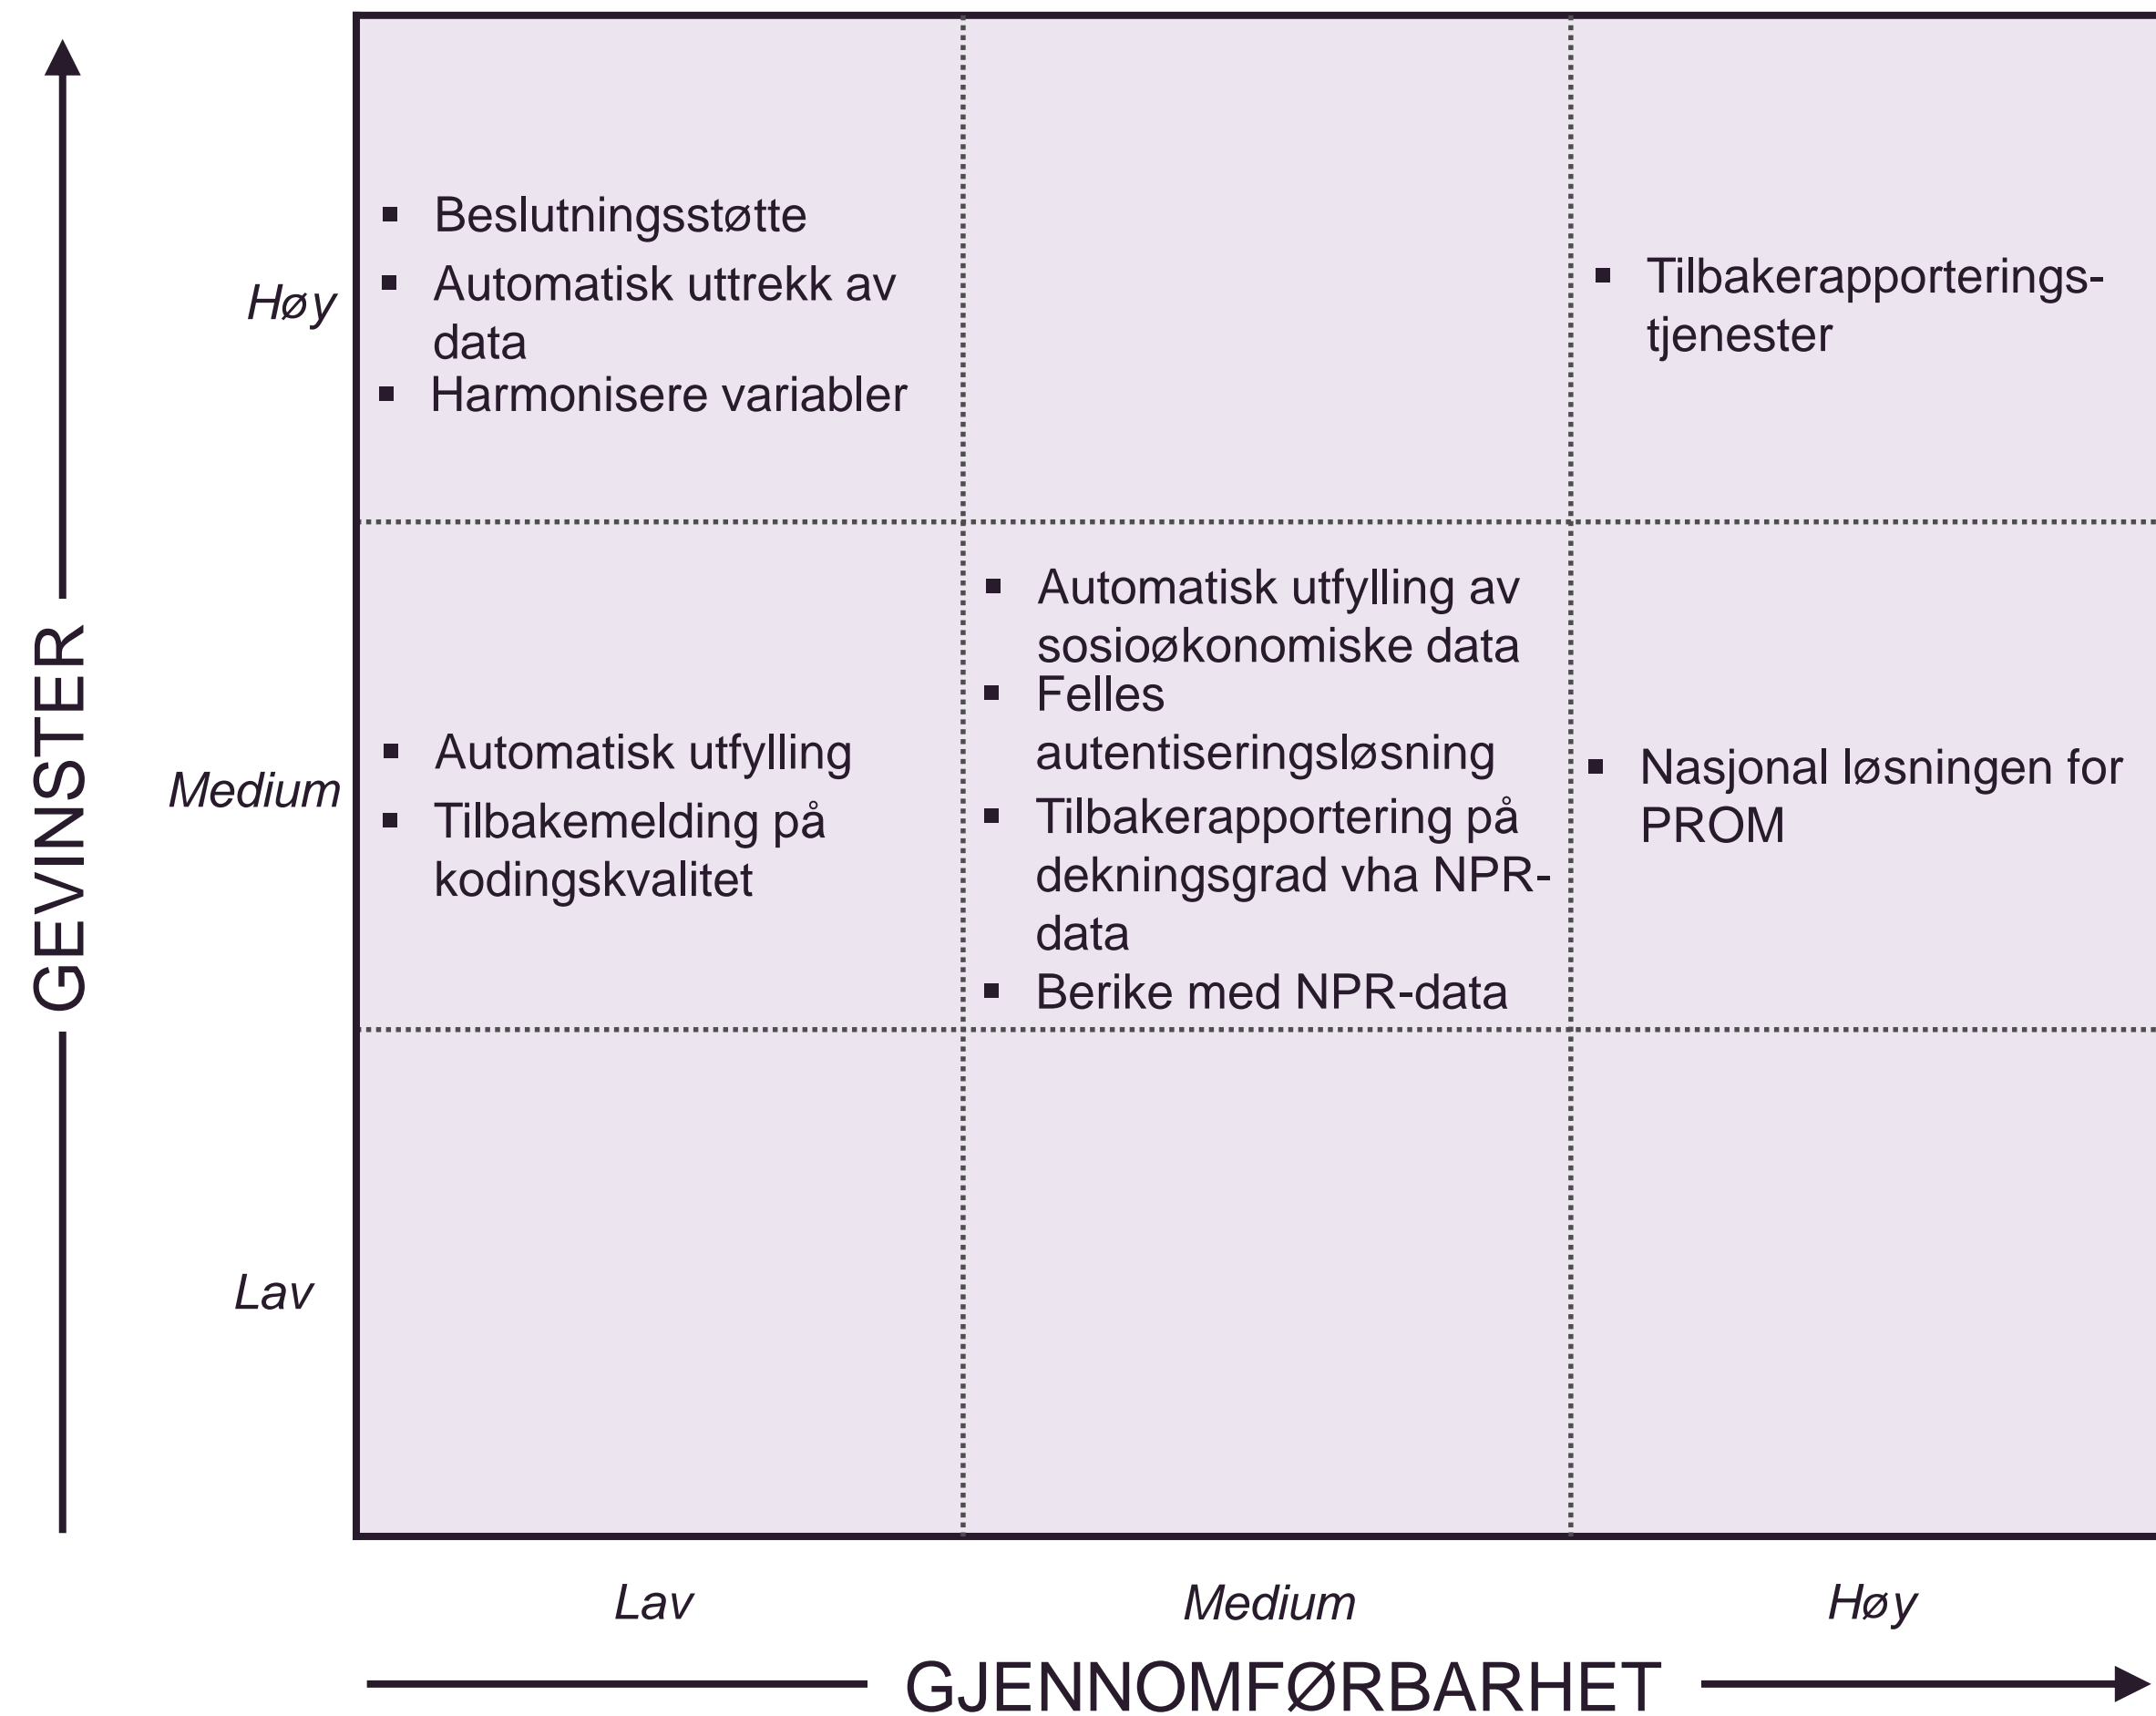 GEVINSTER
Høy
Beslutningsstøtte
Automatisk uttrekk av
data
Harmonisere variabler
Tilbakerapporterings-
tjenester
Medium
Automatisk utfylling
Tilbakemelding på
kodingskvalitet
Automatisk utfylling av
sosioøkonomiske data
Felles
autentiseringsløsning
Tilbakerapportering på
dekningsgrad vha NPR-
data
Berike med NPR-data
Nasjonal løsningen for
PROM
Lav
Lav
Medium
Høy
GJENNOMFØRBARHET